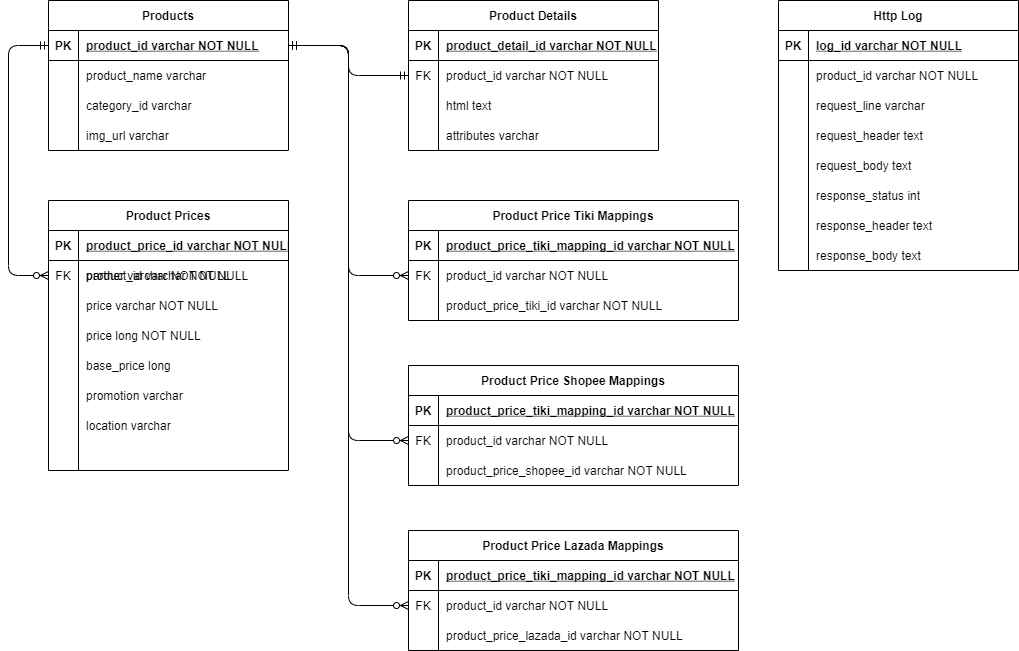 Products
PK product_id varchar NOT NULL
product_name varchar
category_id varchar
img_url varchar
Product Details
PK product_detail_id varchar NOT NULL
FK product_id varchar NOT NULL
html text
attributes varchar
Http Log
PK log_id varchar NOT NULL
product_id varchar NOT NULL
request_line varchar
request_header text
request_body text
response_status int
response_header text
response_body text
Product Prices
PK product_price_id varchar NOT NUL
FK
price varchar NOT NULL
price long NOT NULL
base_price long
promotion varchar
location varchar
Product Price Tiki Mappings
PK product_price_tiki_mapping_id varchar NOT NULL
FK product_id varchar NOT NULL
product_price_tiki_id varchar NOT NULL
Product Price Shopee Mappings
PK product_price_tiki_mapping_id varchar NOT NULL
FK product_id varchar NOT NULL
product_price_shopee_id varchar NOT NULL
Product Price Lazada Mappings
PK product_price_tiki_mapping_id varchar NOT NULL
FK product_id varchar NOT NULL
product_price_lazada_id varchar NOT NULL